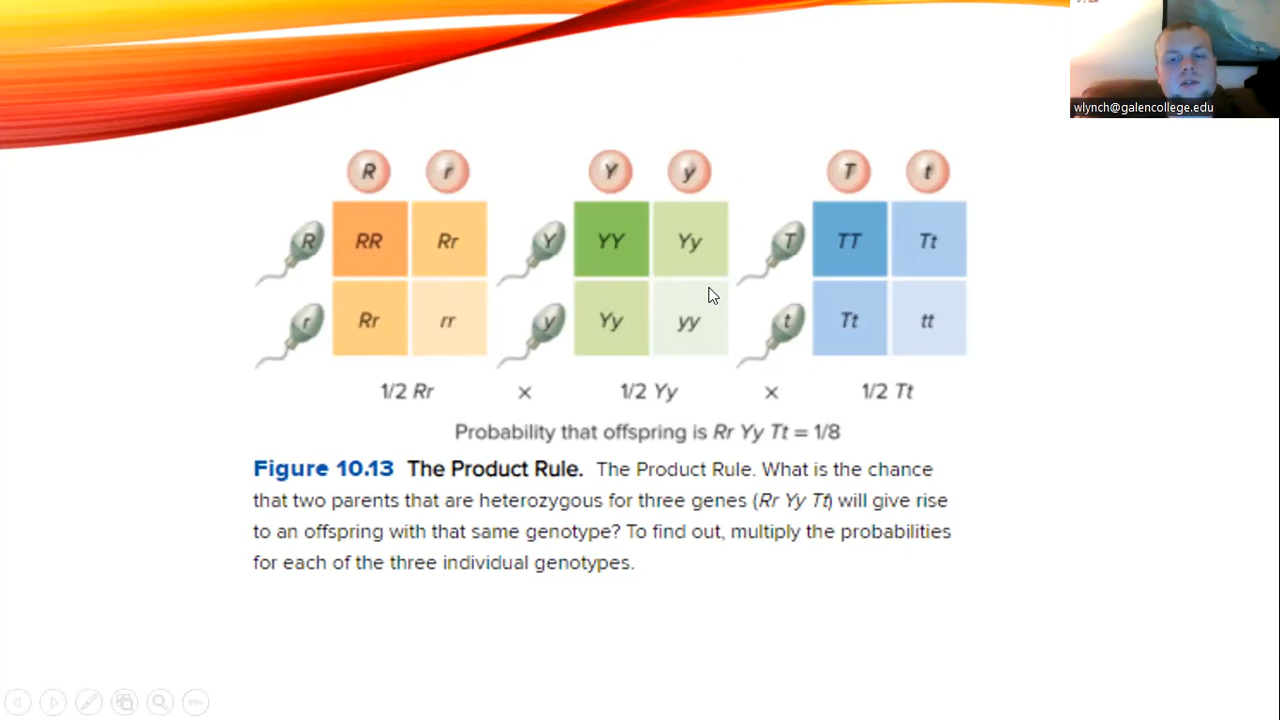 wlynch@galencollege.edu
R r Y y T t
R RR Rr Y YY Yy T TT Tt
r Rr rr y Yy yy t Tt tt
1/2 Rr × 1/2 Yy × 1/2 Tt
Probability that offspring is Rr Yy Tt = 1/8
Figure 10.13 The Product Rule. The Product Rule. What is the chance
that two parents that are heterozygous for three genes (Rr Yy Tt) will give rise
to an offspring with that same genotype? To find out, multiply the probabilities
for each of the three individual genotypes.